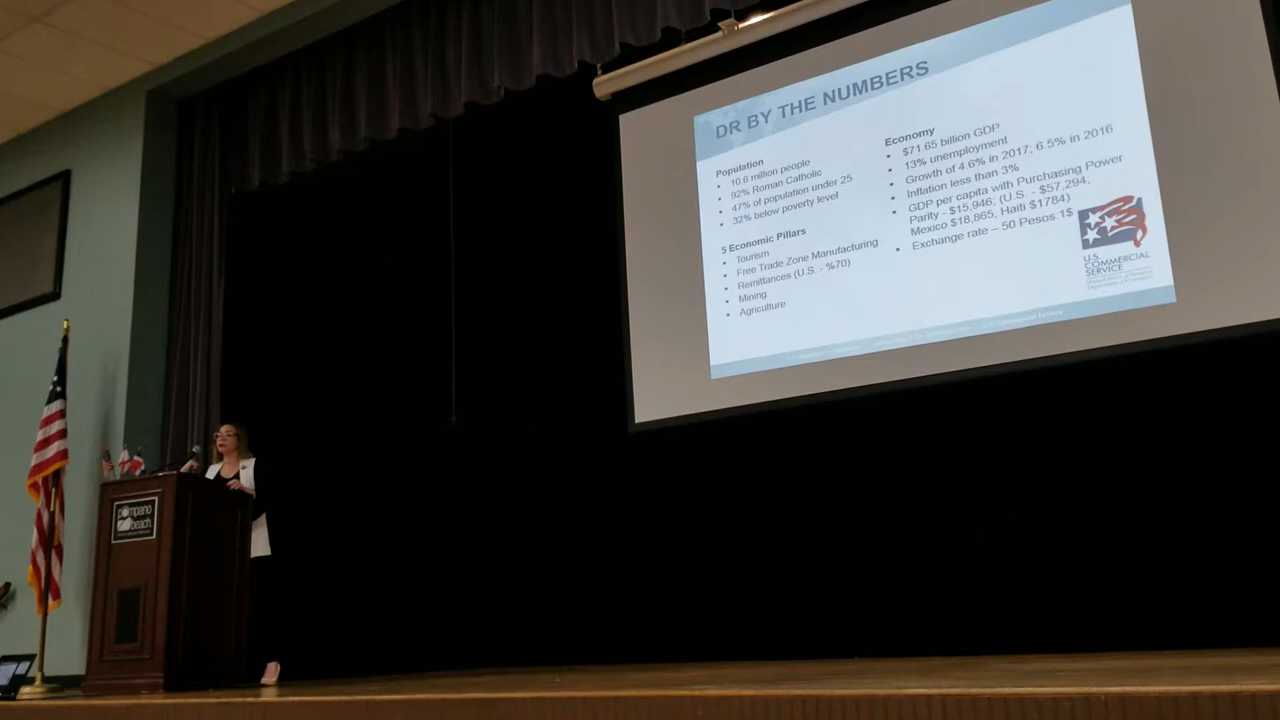 DR BY THE NUMBERS
Population
• 10.6 million people
• 92% Roman Catholic
• 47% of population under 25
• 32% below poverty level
5 Economic Pillars
• Tourism
• Free Trade Zone Manufacturing
• Remittances (U.S. - %70)
• Mining
• Agriculture
Economy
• $71.65 billion GDP
• 13% unemployment
• Growth of 4.6% in 2017; 6.5% in 2016
• Inflation less than 3%
• GDP per capita with Purchasing Power
Parity - $15,946, (U.S. - $57,294,
Mexico $18,865, Haiti $1784)
• Exchange rate – 50 Pesos: 1$
U.S.
COMMERCIAL
SERVICE
U.S. Commercial Service
pompano
beach